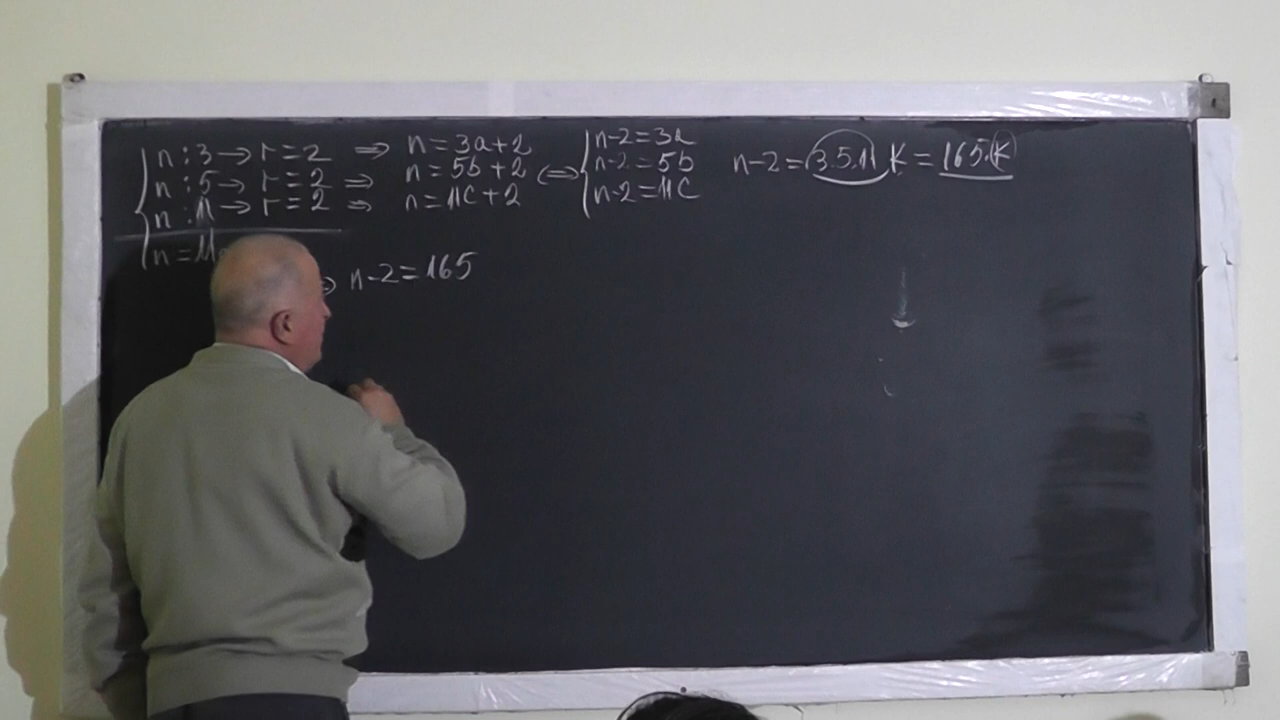 n : 3 → r = 2 ⇒ n = 3a + 2
n : 5 → r = 2 ⇒ n = 5b + 2 ⇔
n : 11 → r = 2 ⇒ n = 11c + 2
n-2 = 3a
n-2 = 5b
n-2 = 11c
n-2 = 3.5.11 K = 165.K
n = 11
⇒ n-2 = 165